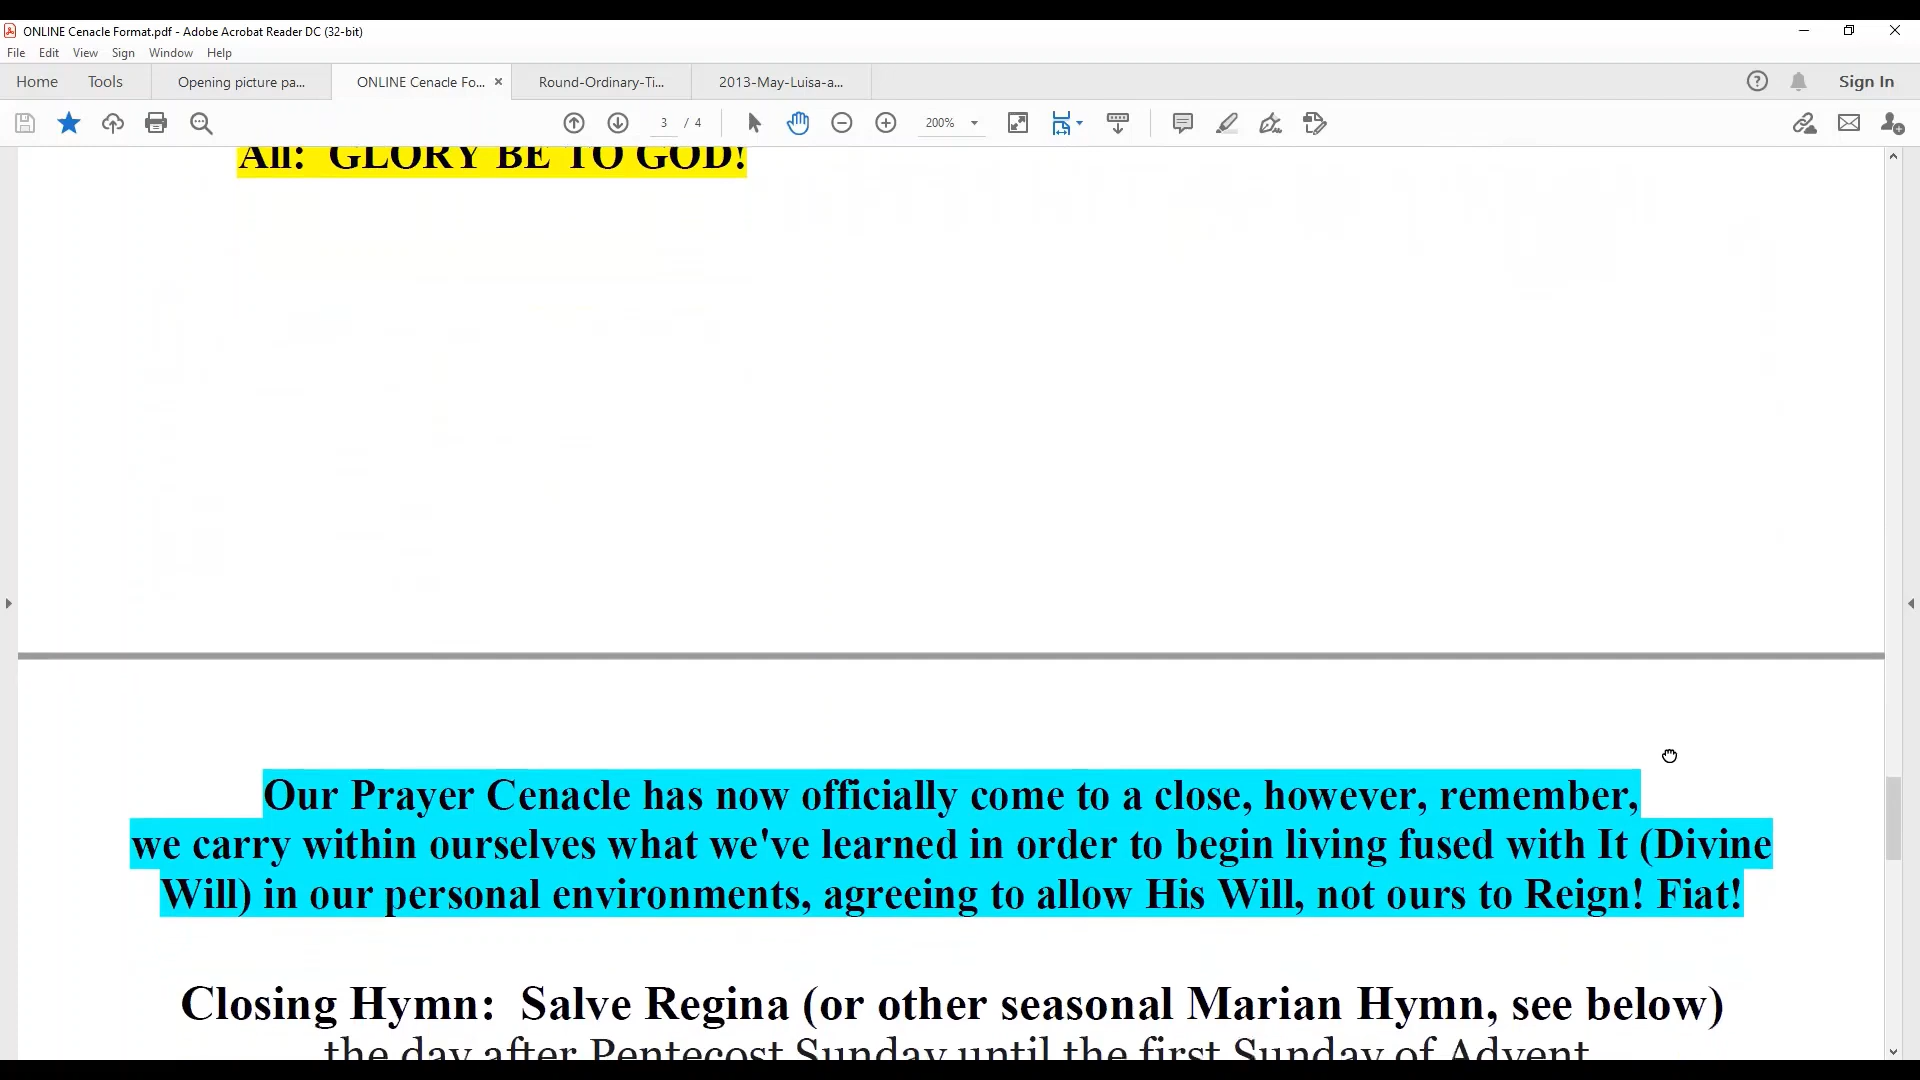 ONLINE Cenacle Format.pdf - Adobe Acrobat Reader DC (32-bit)
File Edit View Sign Window Help
Home Tools Opening picture pa... ONLINE Cenacle Fo... Round-Ordinary-Ti... 2013-May-Luisa-a... Sign In
3 / 4 200%
All: GLORY BE TO GOD!
Our Prayer Cenacle has now officially come to a close, however, remember,
we carry within ourselves what we've learned in order to begin living fused with It (Divine
Will) in our personal environments, agreeing to allow His Will, not ours to Reign! Fiat!
Closing Hymn: Salve Regina (or other seasonal Marian Hymn, see below)
the day after Pentecost Sunday until the first Sunday of Advent